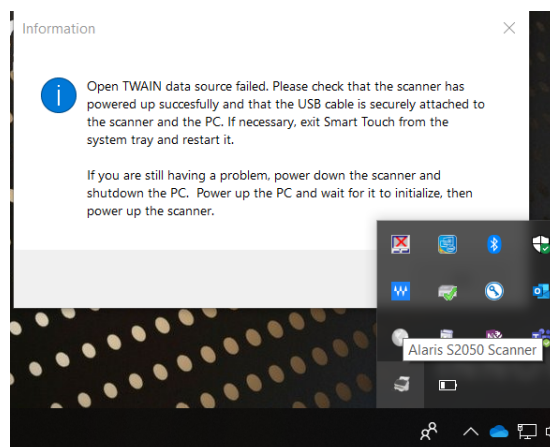 Information
Open TWAIN data source failed. Please check that the scanner has
powered up succesfully and that the USB cable is securely attached to
the scanner and the PC. If necessary, exit Smart Touch from the
system tray and restart it.
If you are still having a problem, power down the scanner and
shutdown the PC. Power up the PC and wait for it to initialize, then
power up the scanner.
Alaris S2050 Scanner